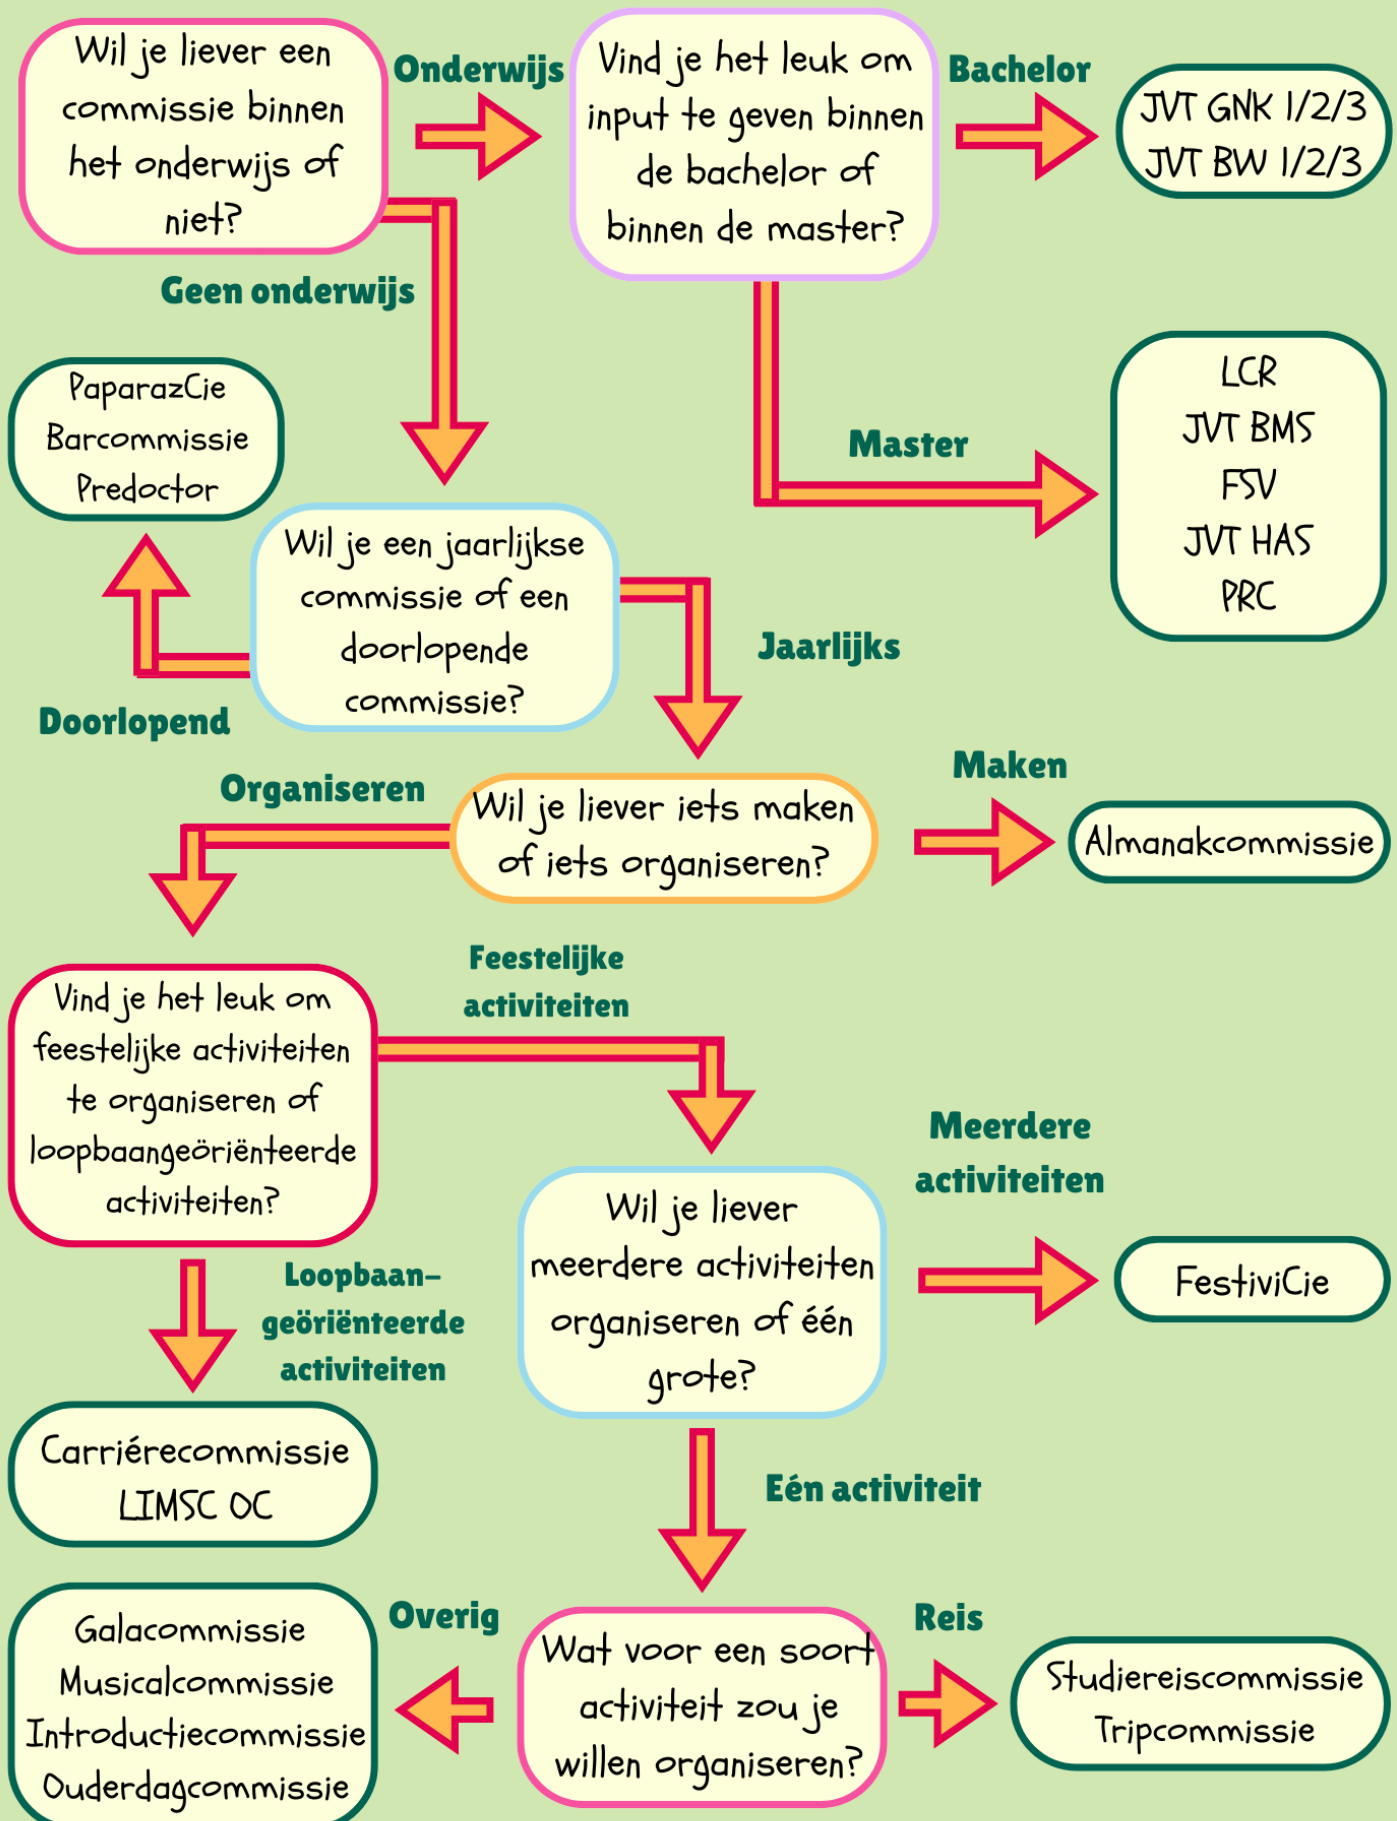 Wil je liever een
commissie binnen
het onderwijs of
niet?
Onderwijs
Vind je het leuk om
input te geven binnen
de bachelor of
binnen de master?
Bachelor
JVT GNK 1/2/3
JVT BW 1/2/3
Geen onderwijs
Master
LCR
JVT BMS
FSV
JVT HAS
PRC
PaparazCie
Barcommissie
Predoctor
Wil je een jaarlijkse
commissie of een
doorlopende
commissie?
Doorlopend
Jaarlijks
Wil je liever iets maken
of iets organiseren?
Maken
Almanakcommissie
Organiseren
Vind je het leuk om
feestelijke activiteiten
te organiseren of
loopbaangeöriënteerde
activiteiten?
Feestelijke
activiteiten
Loopbaan-
geöriënteerde
activiteiten
Carriérecommissie
LIMSC OC
Wil je liever
meerdere activiteiten
organiseren of één
grote?
Meerdere
activiteiten
FestiviCie
Eén activiteit
Wat voor een soort
activiteit zou je
willen organiseren?
Overig
Galacommissie
Musicalcommissie
Introductiecommissie
Ouderdagcommissie
Reis
Studiereiscommissie
Tripcommissie